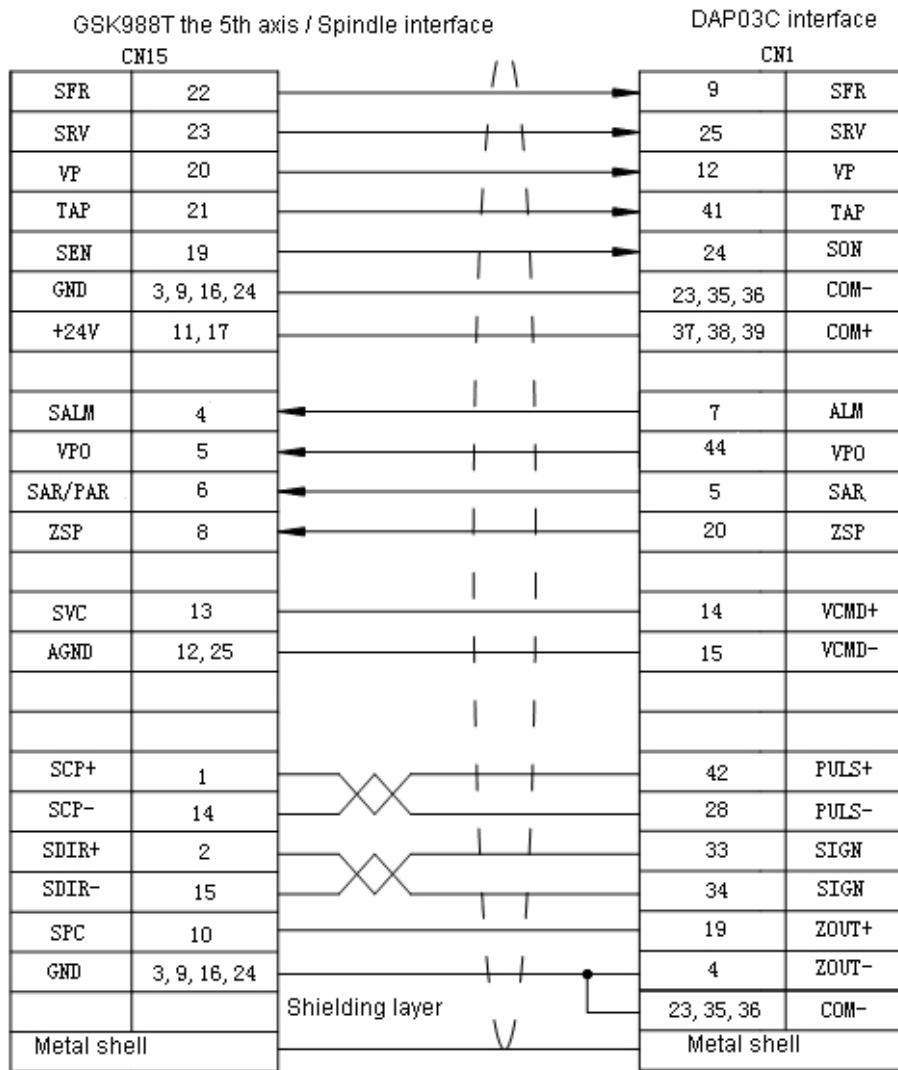 GSK988T the 5th axis / Spindle interface DAP03C interface
CN15 CN1
SFR 22 9 SFR
SRV 23 25 SRV
VP 20 12 VP
TAP 21 41 TAP
SEN 19 24 SON
GND 3, 9, 16, 24 23, 35, 36 COM-
+24V 11, 17 37, 38, 39 COM+
SALM 4 7 ALM
VPO 5 44 VPO
SAR/PAR 6 5 SAR
ZSP 8 20 ZSP
SVC 13 14 VCMD+
AGND 12, 25 15 VCMD-
SCP+ 1 42 PULS+
SCP- 14 28 PULS-
SDIR+ 2 33 SIGN
SDIR- 15 34 SIGN
SPC 10 19 ZOUT+
GND 3, 9, 16, 24 4 ZOUT-
Shielding layer 23, 35, 36 COM-
Metal shell Metal shell